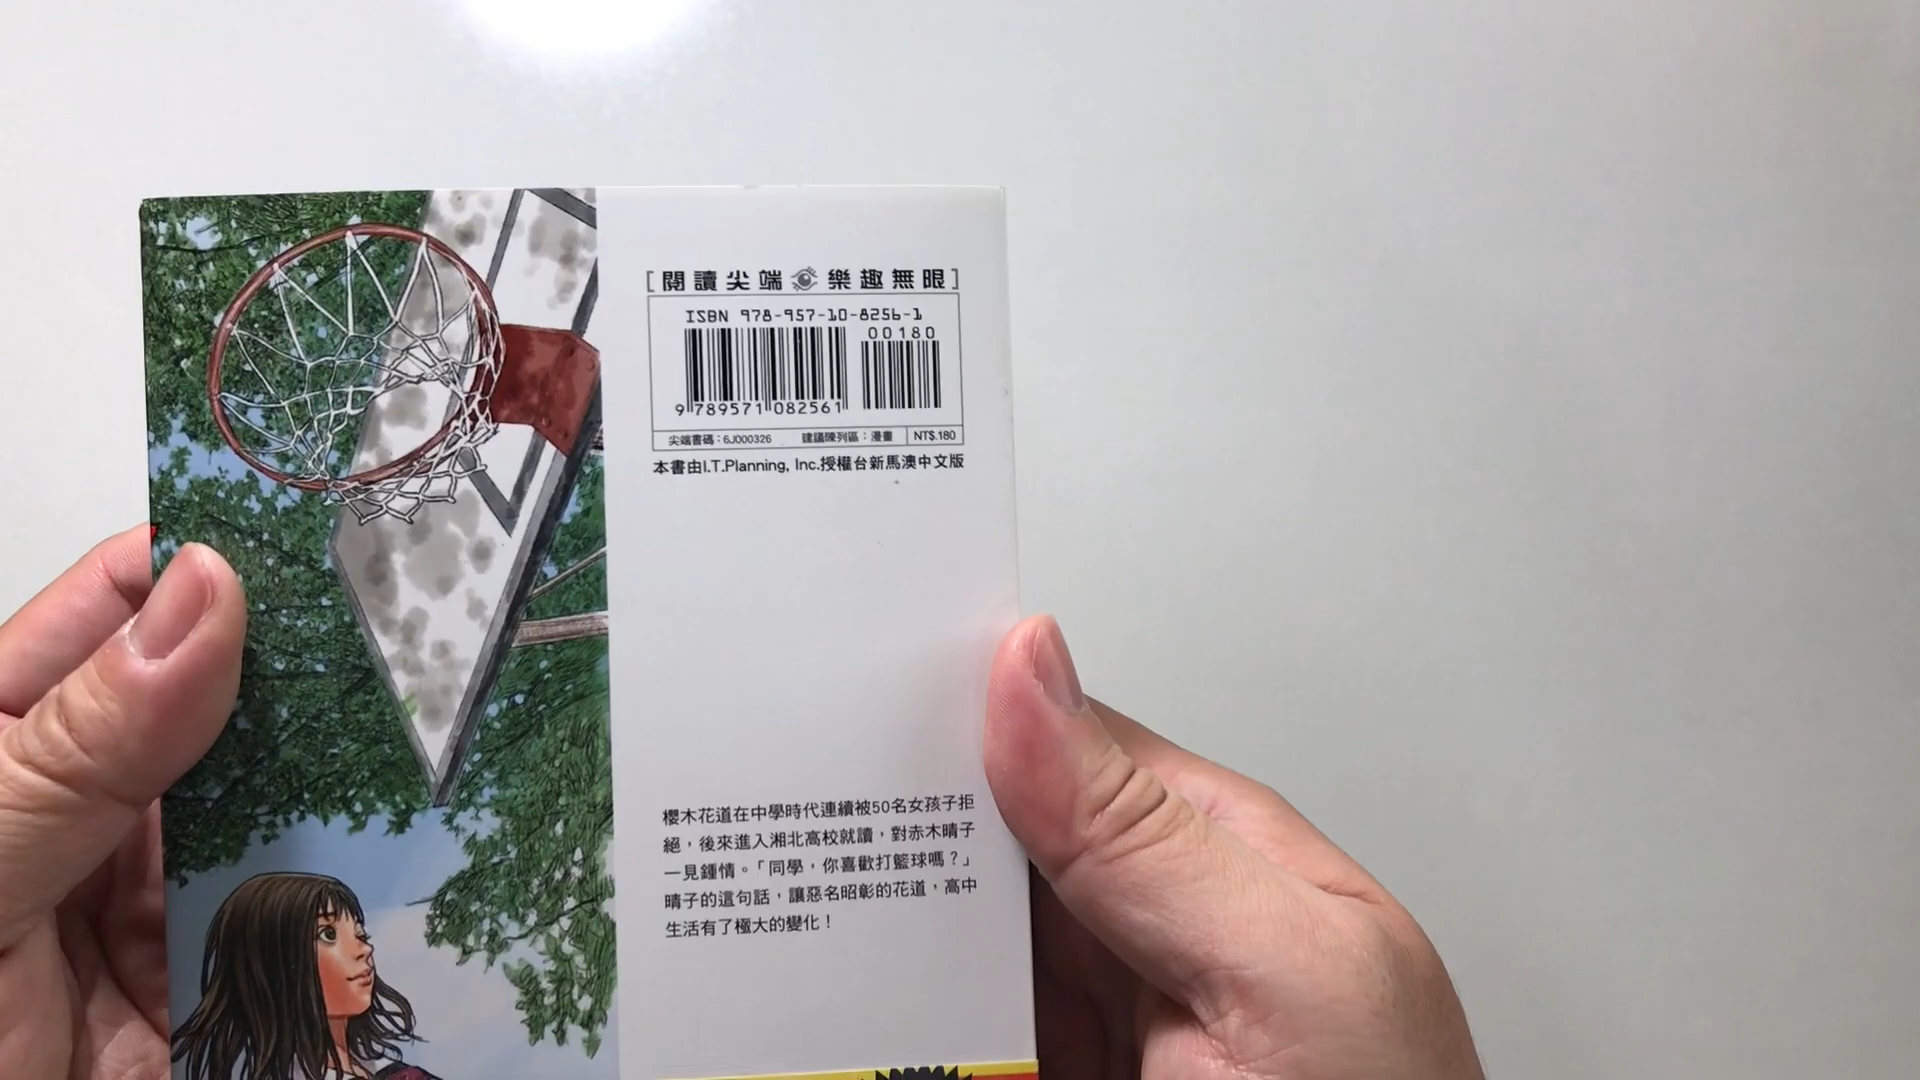 [閱讀尖端 樂趣無限]
ISBN 978-957-10-8256-1
00180
9 789571 082561
尖端書碼：6J000326 建議陳列區：漫畫 NT$.180
本書由I.T.Planning, Inc.授權台新馬澳中文版
櫻木花道在中學時代連續被50名女孩子拒
絕，後來進入湘北高校就讀，對赤木晴子
一見鍾情。「同學，你喜歡打籃球嗎？」
晴子的這句話，讓惡名昭彰的花道，高中
生活有了極大的變化！